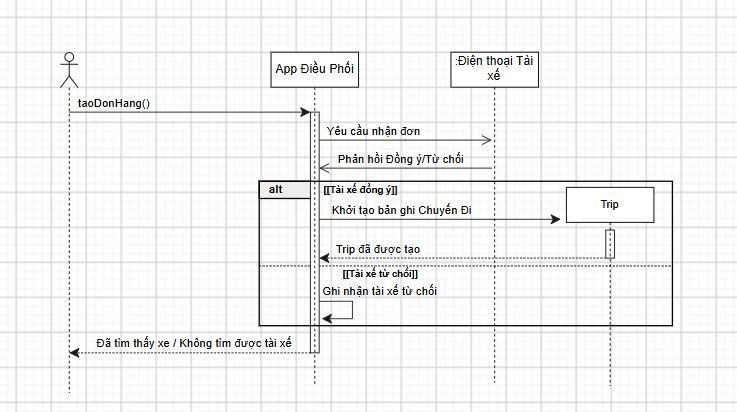 App Điều Phối
:Điện thoại Tài
xế
taoDonHang()
Yêu cầu nhận đơn
Phản hồi Đồng ý/Từ chối
alt
[[Tài xế đồng ý]]
Khởi tạo bản ghi Chuyến Đi
Trip
Trip đã được tạo
[[Tài xế từ chối]]
Ghi nhận tài xế từ chối
Đã tìm thấy xe / Không tìm được tài xế